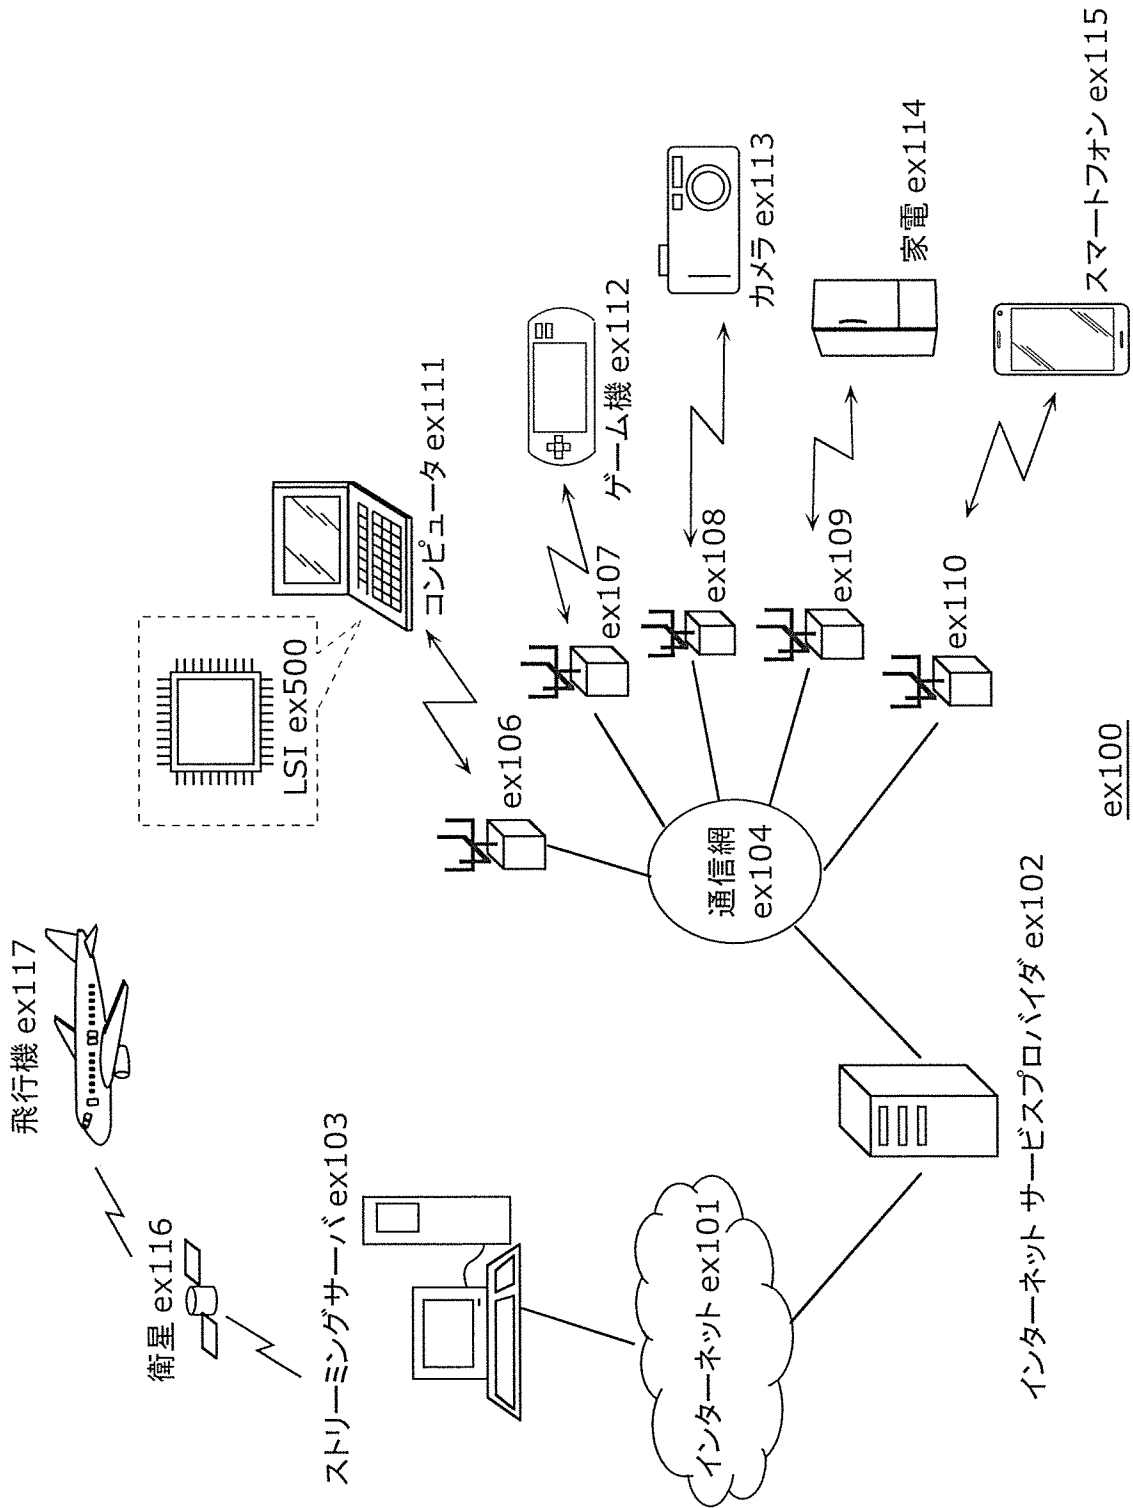 飛行機 ex117
衛星 ex116
ストリーミングサーバ ex103
LSI ex500
コンピュータ ex111
ゲーム機 ex112
カメラ ex113
家電 ex114
スマートフォン ex115
ex106
ex107
ex108
ex109
ex110
通信網
ex104
インターネット ex101
インターネット サービスプロバイダ ex102
ex100